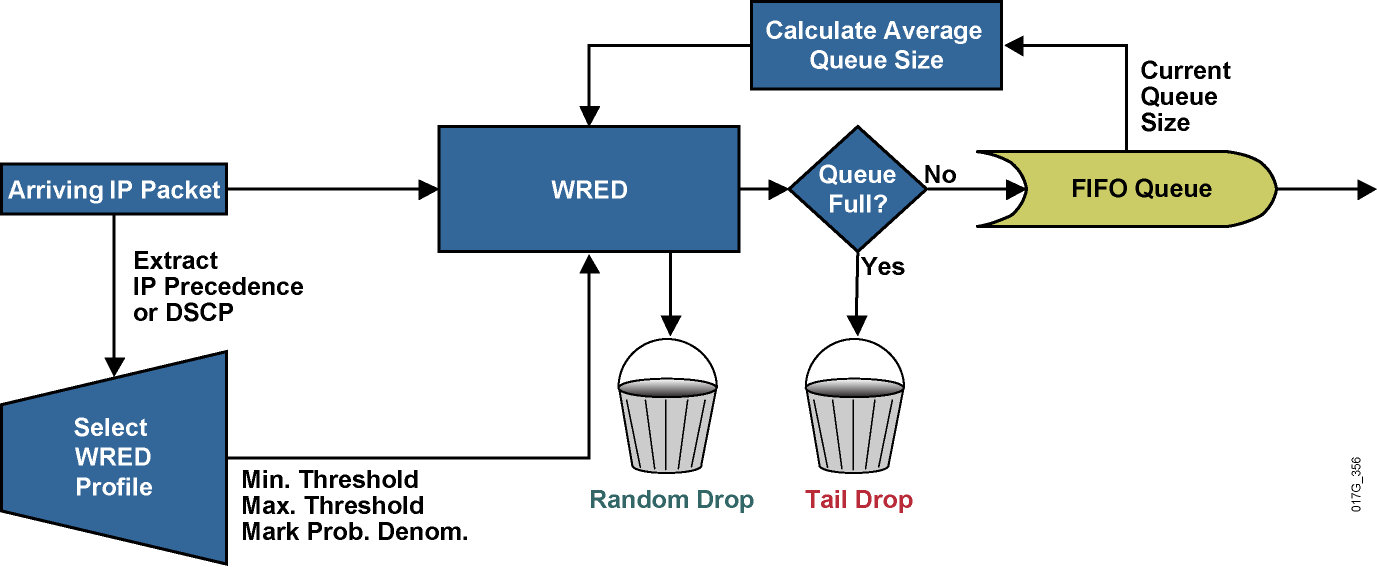 Calculate Average
Queue Size
Current
Queue
Size
Arriving IP Packet
WRED
Queue
Full?
No
FIFO Queue
Yes
Extract
IP Precedence
or DSCP
Select
WRED
Profile
Min. Threshold
Max. Threshold
Mark Prob. Denom.
Random Drop
Tail Drop
017G_356